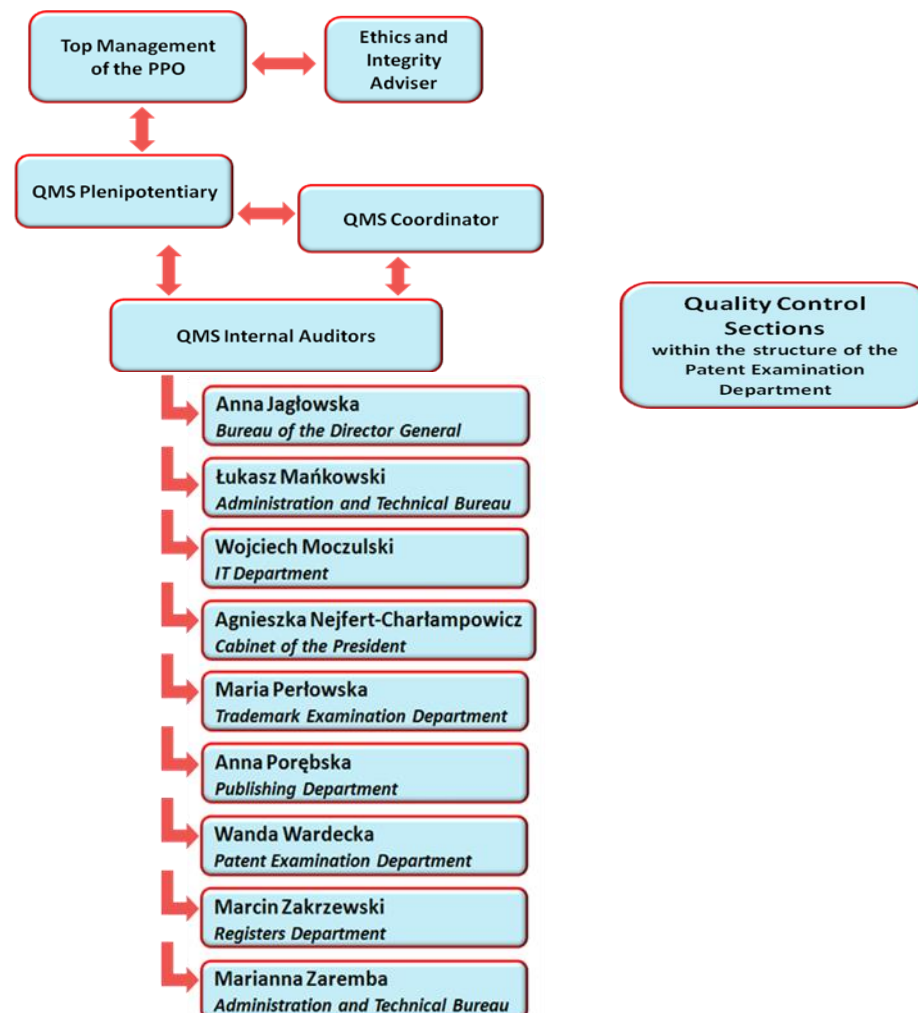 Top Management
of the PPO
Ethics and
Integrity
Adviser
QMS Plenipotentiary
QMS Coordinator
QMS Internal Auditors
Quality Control
Sections
within the structure of the
Patent Examination
Department
Anna Jagłowska
Bureau of the Director General
Łukasz Mańkowski
Administration and Technical Bureau
Wojciech Moczulski
IT Department
Agnieszka Nejfert-Charłampowicz
Cabinet of the President
Maria Perłowska
Trademark Examination Department
Anna Porębska
Publishing Department
Wanda Wardecka
Patent Examination Department
Marcin Zakrzewski
Registers Department
Marianna Zaremba
Administration and Technical Bureau